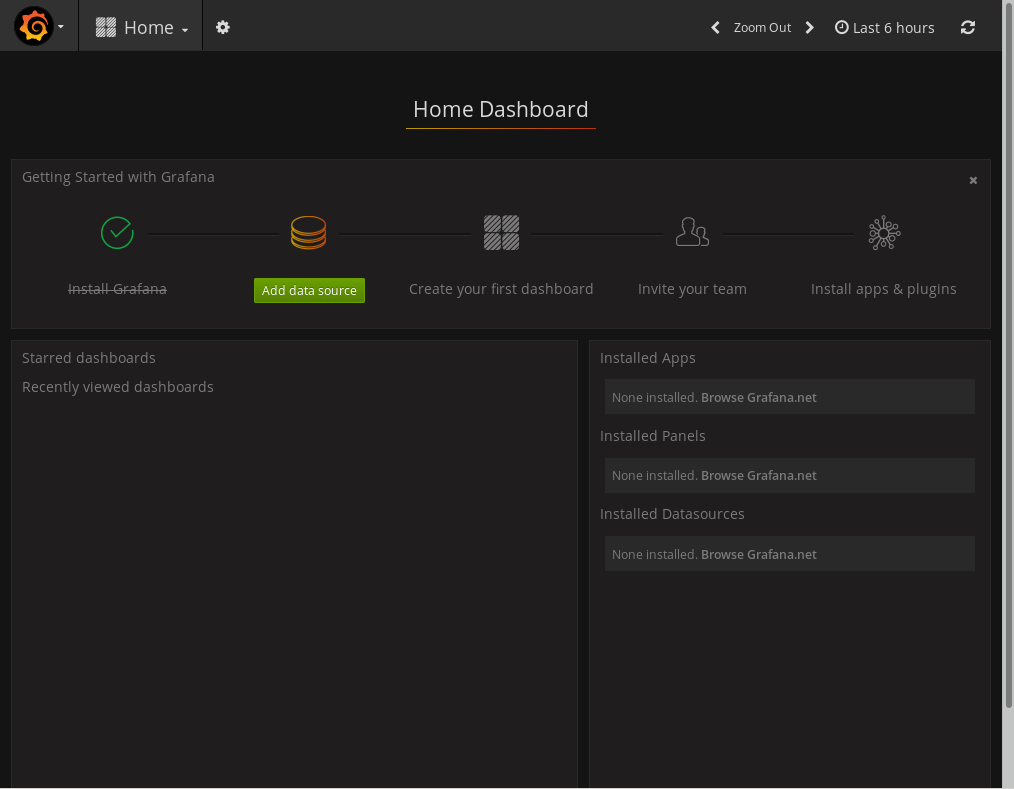 Home
Zoom Out
Last 6 hours
Home Dashboard
Getting Started with Grafana
Install Grafana
Add data source
Create your first dashboard
Invite your team
Install apps & plugins
Starred dashboards
Recently viewed dashboards
Installed Apps
None installed. Browse Grafana.net
Installed Panels
None installed. Browse Grafana.net
Installed Datasources
None installed. Browse Grafana.net